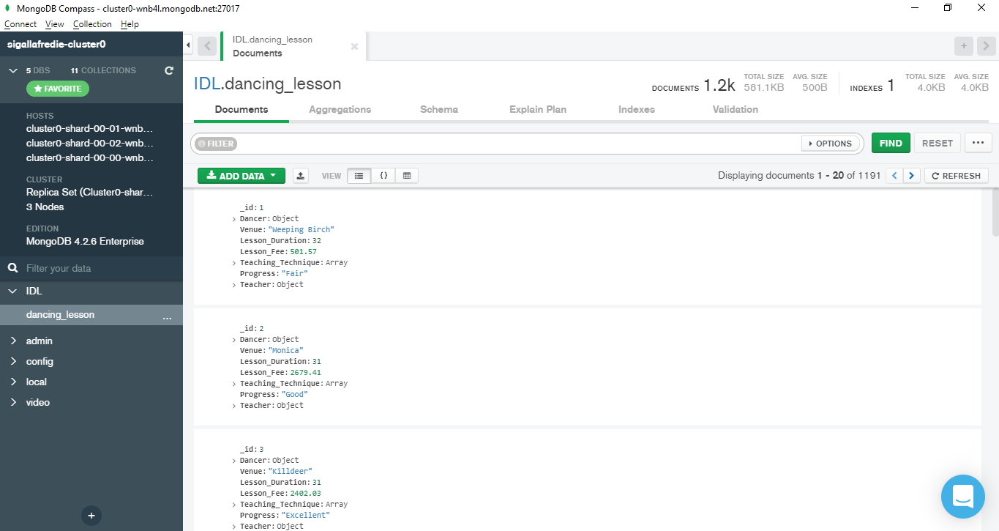 MongoDB Compass - cluster0-wnb4l.mongodb.net:27017
Connect View Collection Help
sigallafredie-cluster0
5 DBS 11 COLLECTIONS
FAVORITE
HOSTS
cluster0-shard-00-01-wnb...
cluster0-shard-00-02-wnb...
cluster0-shard-00-00-wnb...
CLUSTER
Replica Set (Cluster0-shar...
3 Nodes
EDITION
MongoDB 4.2.6 Enterprise
Filter your data
IDL
dancing_lesson ...
admin
config
local
video
+
IDL.dancing_lesson
Documents
IDL.dancing_lesson
DOCUMENTS 1.2k TOTAL SIZE 581.1KB AVG. SIZE 500B INDEXES 1 TOTAL SIZE 4.0KB AVG. SIZE 4.0KB
Documents Aggregations Schema Explain Plan Indexes Validation
FILTER OPTIONS FIND RESET ...
ADD DATA VIEW {} Displaying documents 1 - 20 of 1191 < > REFRESH
_id: 1
> Dancer: Object
Venue: "Weeping Birch"
Lesson_Duration: 32
Lesson_Fee: 501.57
> Teaching_Technique: Array
Progress: "Fair"
> Teacher: Object
_id: 2
> Dancer: Object
Venue: "Monica"
Lesson_Duration: 31
Lesson_Fee: 2679.41
> Teaching_Technique: Array
Progress: "Good"
> Teacher: Object
_id: 3
> Dancer: Object
Venue: "Killdeer"
Lesson_Duration: 31
Lesson_Fee: 2402.03
> Teaching_Technique: Array
Progress: "Excellent"
> Teacher: Object